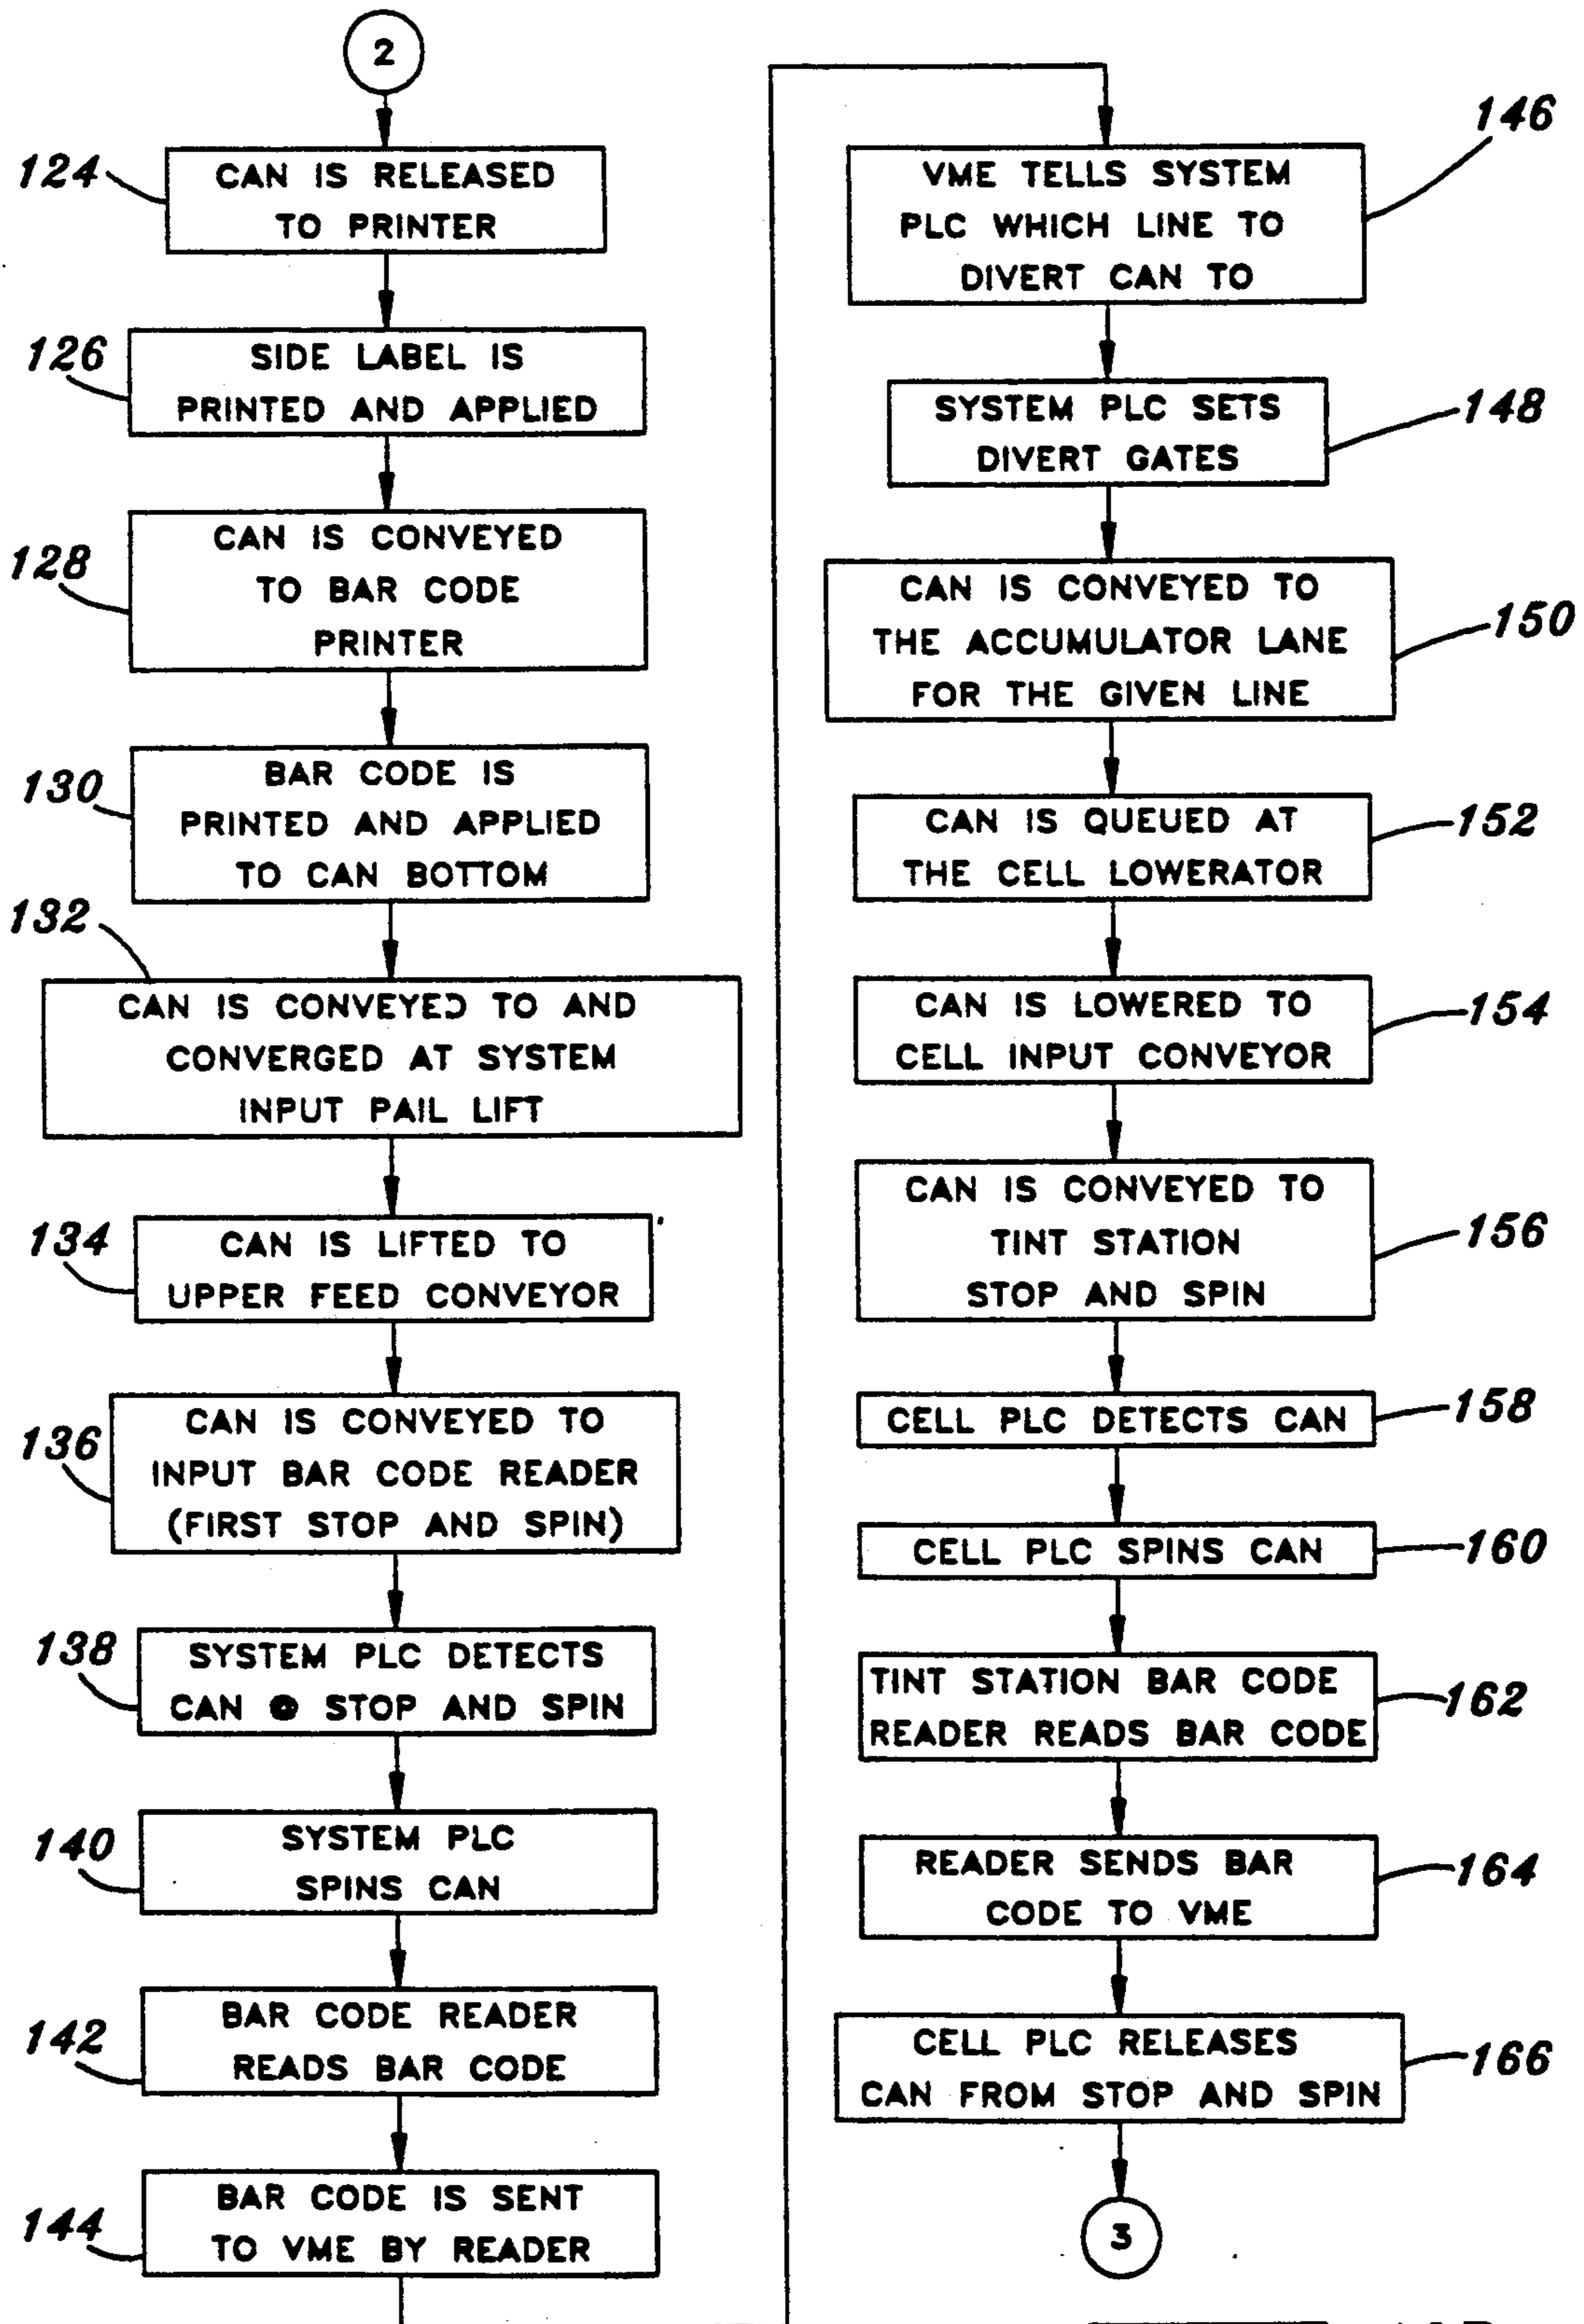 2
124
CAN IS RELEASED
TO PRINTER
126
SIDE LABEL IS
PRINTED AND APPLIED
128
CAN IS CONVEYED
TO BAR CODE
PRINTER
130
BAR CODE IS
PRINTED AND APPLIED
TO CAN BOTTOM
132
CAN IS CONVEYED TO AND
CONVERGED AT SYSTEM
INPUT PAIL LIFT
134
CAN IS LIFTED TO
UPPER FEED CONVEYOR
136
CAN IS CONVEYED TO
INPUT BAR CODE READER
(FIRST STOP AND SPIN)
138
SYSTEM PLC DETECTS
CAN @ STOP AND SPIN
140
SYSTEM PLC
SPINS CAN
142
BAR CODE READER
READS BAR CODE
144
BAR CODE IS SENT
TO VME BY READER
146
VME TELLS SYSTEM
PLC WHICH LINE TO
DIVERT CAN TO
148
SYSTEM PLC SETS
DIVERT GATES
150
CAN IS CONVEYED TO
THE ACCUMULATOR LANE
FOR THE GIVEN LINE
152
CAN IS QUEUED AT
THE CELL LOWERATOR
154
CAN IS LOWERED TO
CELL INPUT CONVEYOR
156
CAN IS CONVEYED TO
TINT STATION
STOP AND SPIN
158
CELL PLC DETECTS CAN
160
CELL PLC SPINS CAN
162
TINT STATION BAR CODE
READER READS BAR CODE
164
READER SENDS BAR
CODE TO VME
166
CELL PLC RELEASES
CAN FROM STOP AND SPIN
3